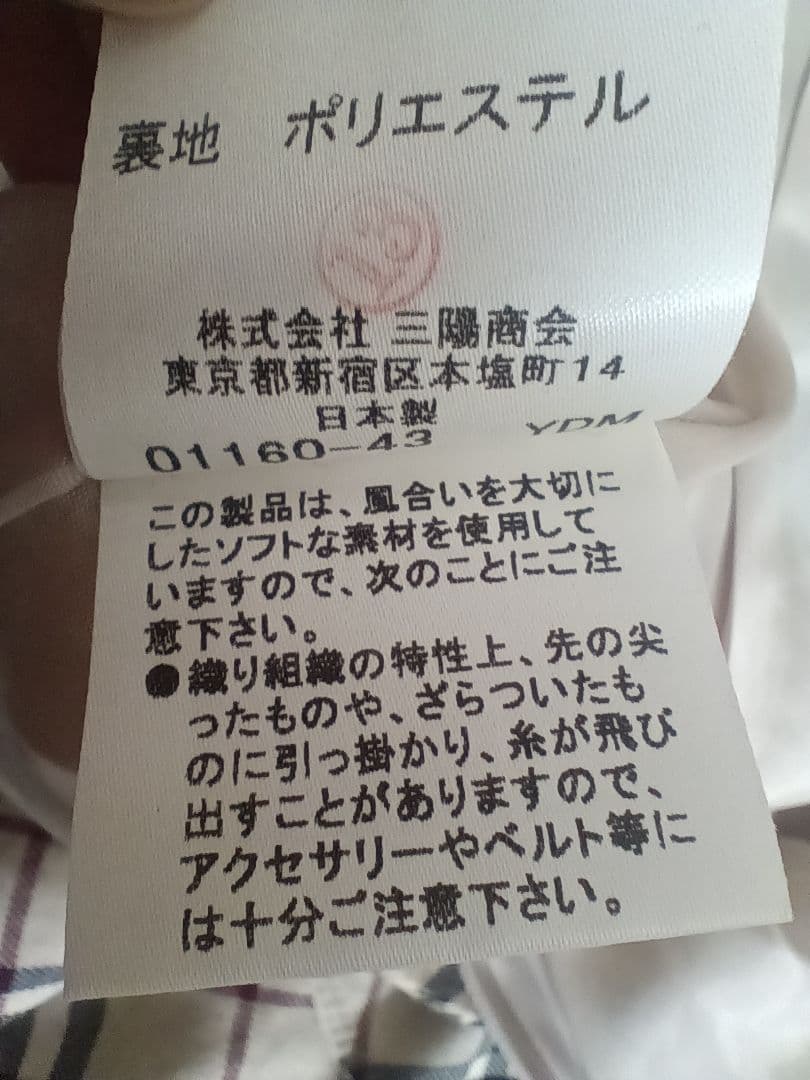 裏地 ポリエステル
株式会社 三陽商会
東京都新宿区本塩町14
日本製
01160-43 YDM
この製品は、風合いを大切に
したソフトな素材を使用して
いますので、次のことにご注
意下さい。
●織り組織の特性上、先の尖
ったものや、ざらついたも
のに引っ掛かり、糸が飛び
出すことがありますので、
アクセサリーやベルト等に
は十分ご注意下さい。